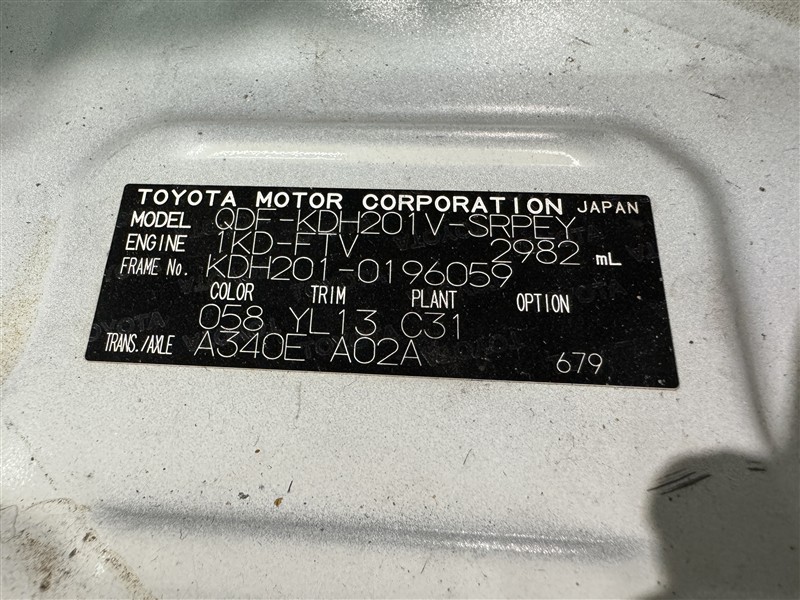 TOYOTA MOTOR CORPORATION JAPAN
MODEL QDF-KDH201V-SRPEY
ENGINE 1KD-FTV 2982 mL
FRAME No. KDH201-0196059
COLOR TRIM PLANT OPTION
058 YL13 C31
TRANS./AXLE A340E A02A 679